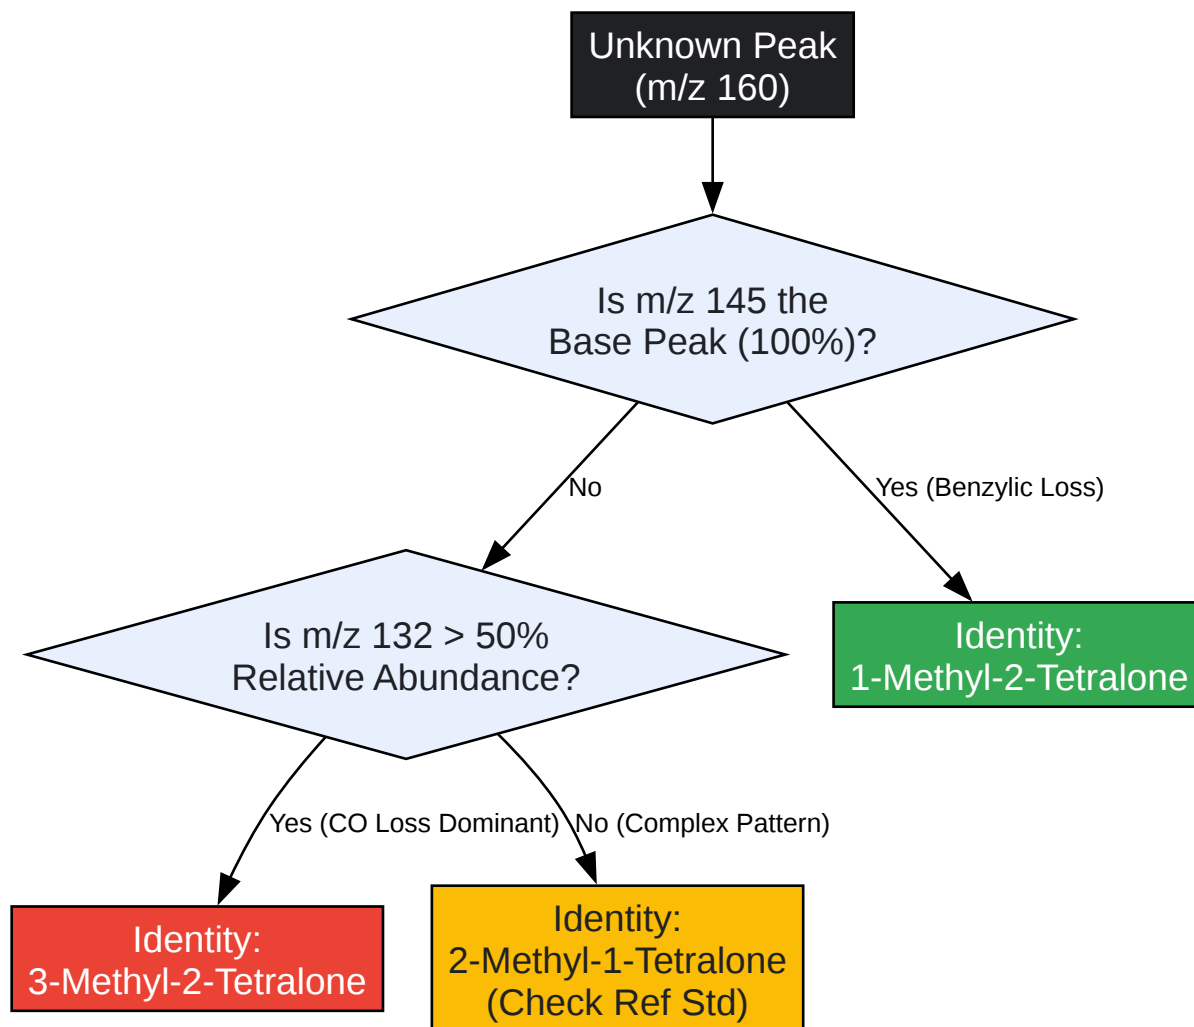 Unknown Peak
(m/z 160)
Is m/z 145 the
Base Peak (100%)?
No
Yes (Benzylic Loss)
Is m/z 132 > 50%
Relative Abundance?
Identity:
1-Methyl-2-Tetralone
Yes (CO Loss Dominant)
No (Complex Pattern)
Identity:
3-Methyl-2-Tetralone
Identity:
2-Methyl-1-Tetralone
(Check Ref Std)